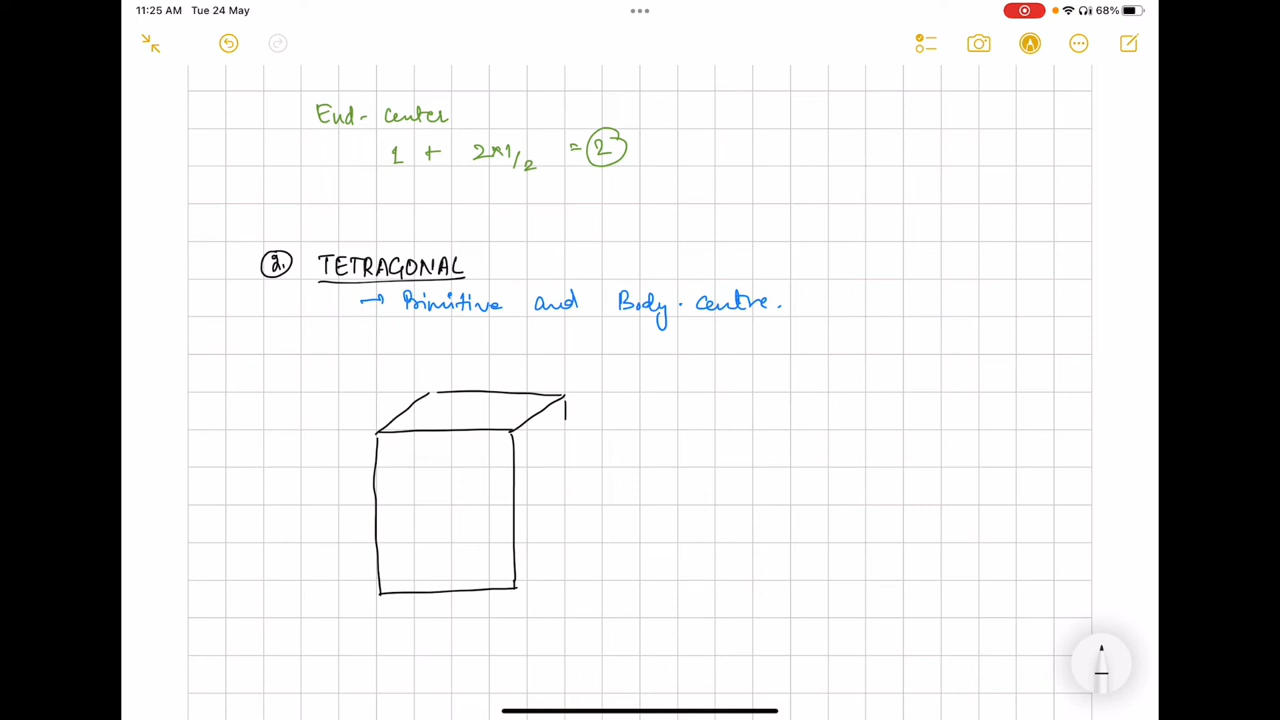 11:25 AM Tue 24 May
68%
End-center
1 + 2×1/2 = 2
2. TETRAGONAL
→ Primitive and Body-centre.